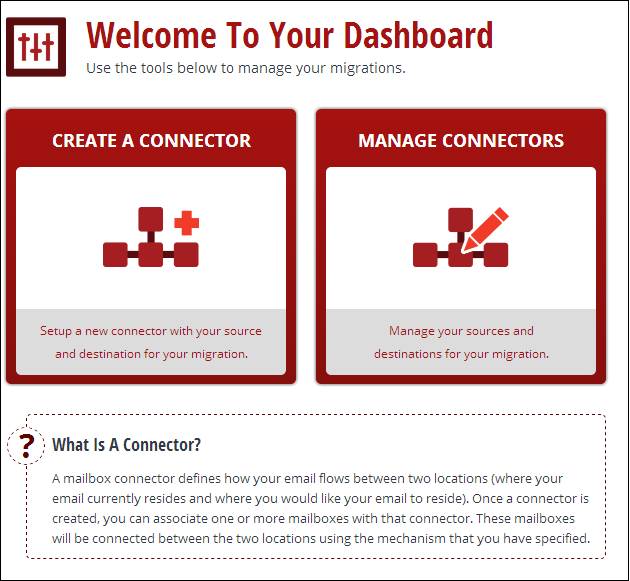 Welcome To Your Dashboard
Use the tools below to manage your migrations.
CREATE A CONNECTOR
Setup a new connector with your source
and destination for your migration.
MANAGE CONNECTORS
Manage your sources and
destinations for your migration.
?
What Is A Connector?
A mailbox connector defines how your email flows between two locations (where your
email currently resides and where you would like your email to reside). Once a connector is
created, you can associate one or more mailboxes with that connector. These mailboxes
will be connected between the two locations using the mechanism that you have specified.